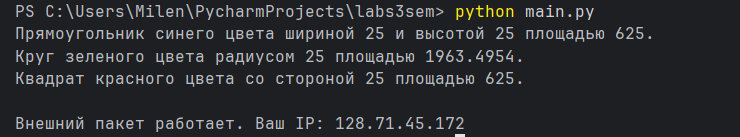 PS C:\Users\Milen\PycharmProjects\labs3sem> python main.py
Прямоугольник синего цвета шириной 25 и высотой 25 площадью 625.
Круг зеленого цвета радиусом 25 площадью 1963.4954.
Квадрат красного цвета со стороной 25 площадью 625.
Внешний пакет работает. Ваш IP: 128.71.45.172